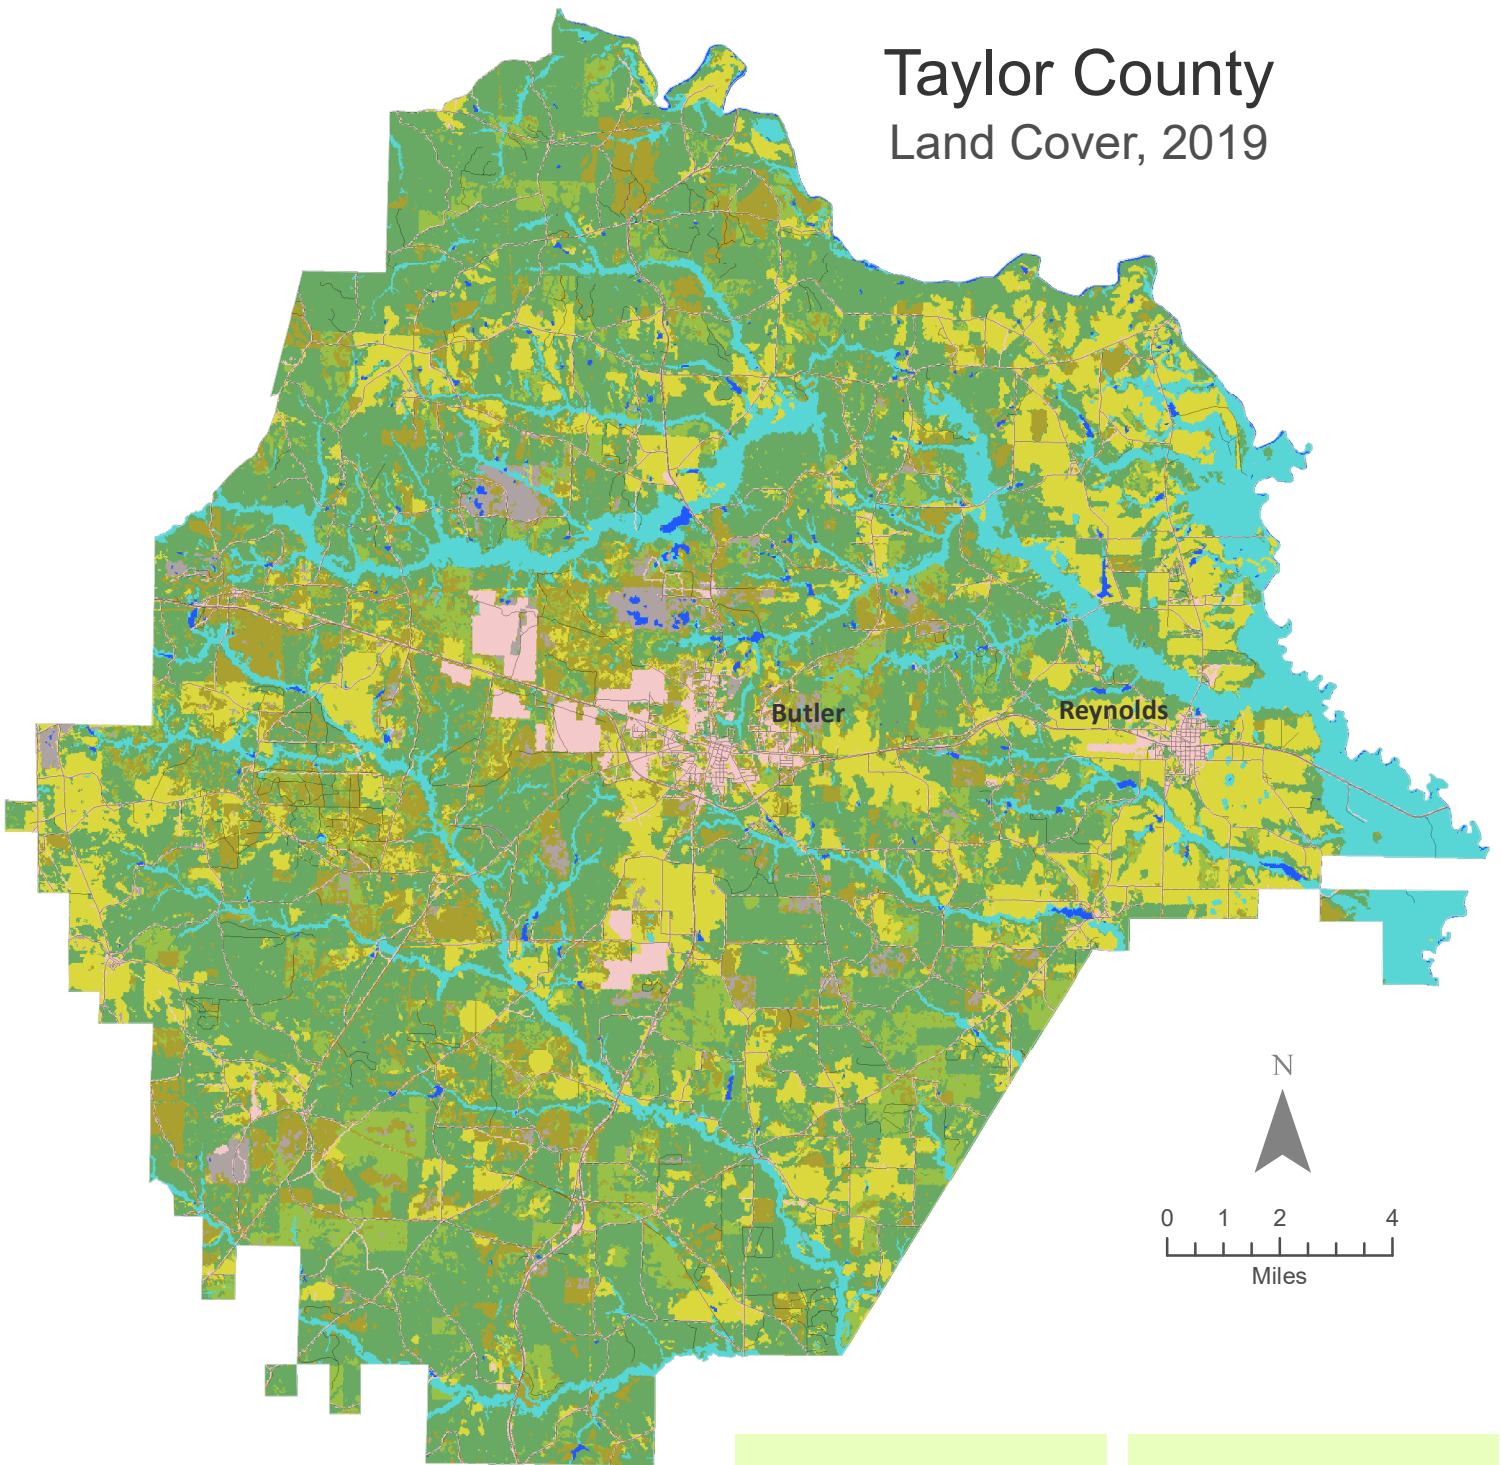 Taylor County
Land Cover, 2019
Butler
Reynolds
N
0 1 2 4
Miles